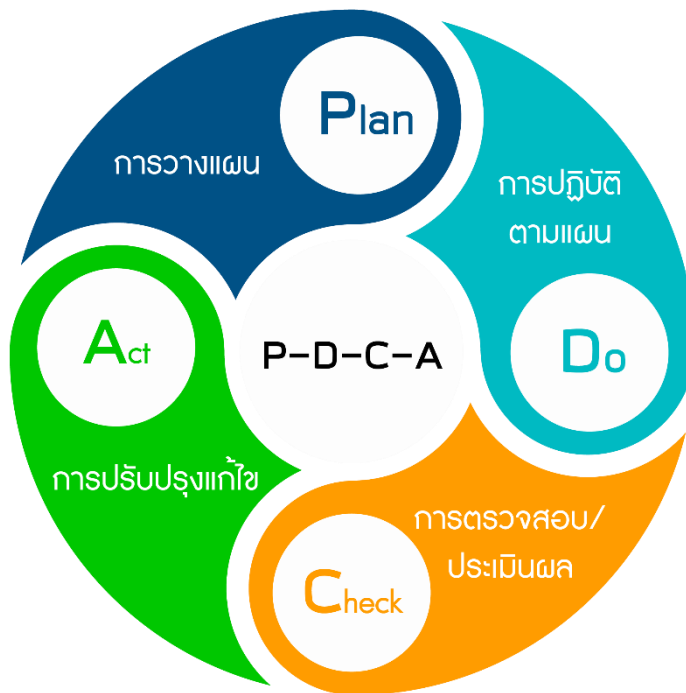 Plan
การวางแผน
การปฏิบัติ
ตามแผน
Do
P-D-C-A
Act
การปรับปรุงแก้ไข
การตรวจสอบ/
ประเมินผล
Check